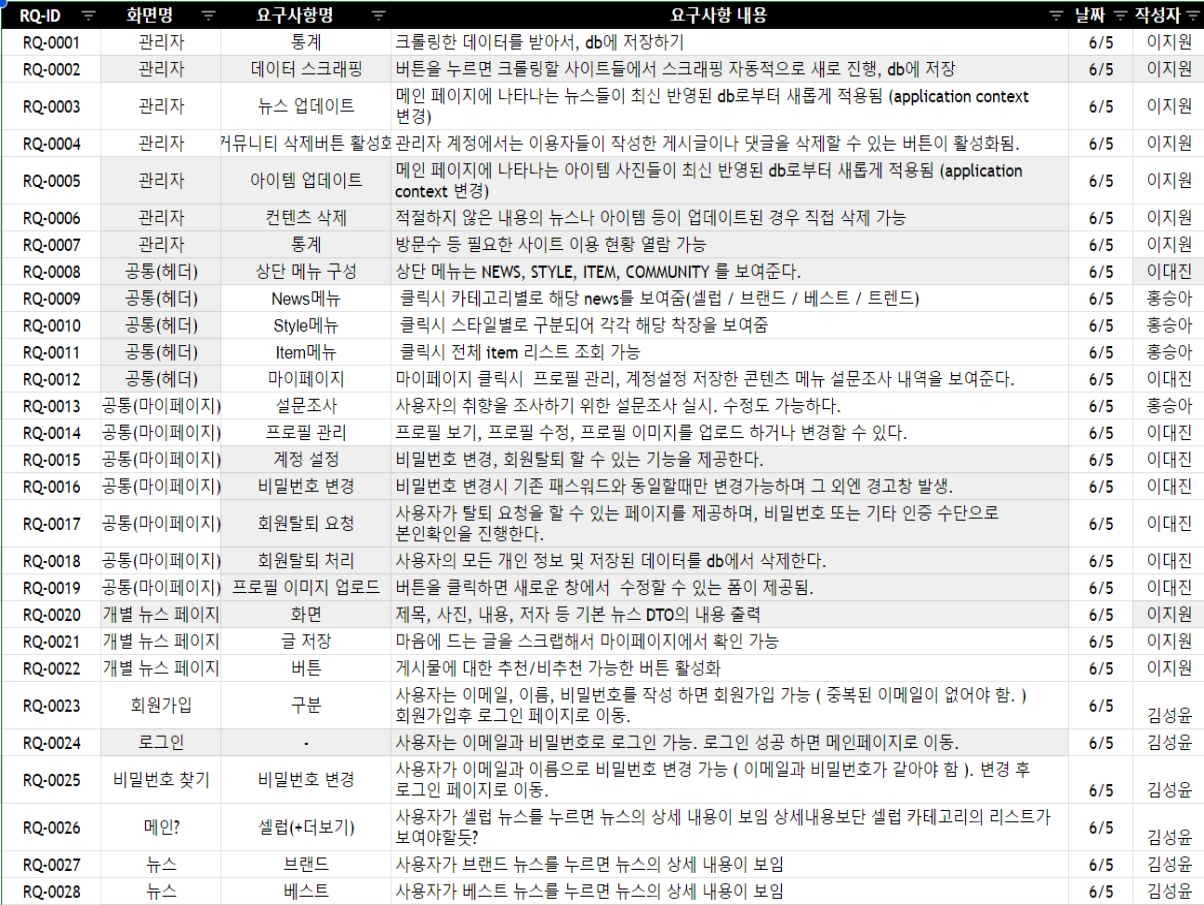 RQ-ID 화면명 요구사항명 요구사항 내용 날짜 작성자
RQ-0001 관리자 통계 크롤링한 데이터를 받아서, db에 저장하기 6/5 이지원
RQ-0002 관리자 데이터 스크래핑 버튼을 누르면 크롤링할 사이트들에서 스크래핑 자동적으로 새로 진행, db에 저장 6/5 이지원
RQ-0003 관리자 뉴스 업데이트 메인 페이지에 나타나는 뉴스들이 최신 반영된 db로부터 새롭게 적용됨 (application context
변경) 6/5 이지원
RQ-0004 관리자 커뮤니티 삭제버튼 활성화 관리자 계정에서는 이용자들이 작성한 게시글이나 댓글을 삭제할 수 있는 버튼이 활성화됨. 6/5 이지원
RQ-0005 관리자 아이템 업데이트 메인 페이지에 나타나는 아이템 사진들이 최신 반영된 db로부터 새롭게 적용됨 (application
context 변경) 6/5 이지원
RQ-0006 관리자 컨텐츠 삭제 적절하지 않은 내용의 뉴스나 아이템 등이 업데이트된 경우 직접 삭제 가능 6/5 이지원
RQ-0007 관리자 통계 방문수 등 필요한 사이트 이용 현황 열람 가능 6/5 이지원
RQ-0008 공통(헤더) 상단 메뉴 구성 상단 메뉴는 NEWS, STYLE, ITEM, COMMUNITY 를 보여준다. 6/5 이대진
RQ-0009 공통(헤더) News메뉴 클릭시 카테고리별로 해당 news를 보여줌(셀럽 / 브랜드 / 베스트 / 트렌드) 6/5 홍승아
RQ-0010 공통(헤더) Style메뉴 클릭시 스타일별로 구분되어 각각 해당 착장을 보여줌 6/5 홍승아
RQ-0011 공통(헤더) Item메뉴 클릭시 전체 item 리스트 조회 가능 6/5 홍승아
RQ-0012 공통(헤더) 마이페이지 마이페이지 클릭시 프로필 관리, 계정설정 저장한 콘텐츠 메뉴 설문조사 내역을 보여준다. 6/5 이대진
RQ-0013 공통(마이페이지) 설문조사 사용자의 취향을 조사하기 위한 설문조사 실시. 수정도 가능하다. 6/5 홍승아
RQ-0014 공통(마이페이지) 프로필 관리 프로필 보기, 프로필 수정, 프로필 이미지를 업로드 하거나 변경할 수 있다. 6/5 이대진
RQ-0015 공통(마이페이지) 계정 설정 비밀번호 변경, 회원탈퇴 할 수 있는 기능을 제공한다. 6/5 이대진
RQ-0016 공통(마이페이지) 비밀번호 변경 비밀번호 변경시 기존 패스워드와 동일할때만 변경가능하며 그 외엔 경고창 발생. 6/5 이대진
RQ-0017 공통(마이페이지) 회원탈퇴 요청 사용자가 탈퇴 요청을 할 수 있는 페이지를 제공하며, 비밀번호 또는 기타 인증 수단으로
본인확인을 진행한다. 6/5 이대진
RQ-0018 공통(마이페이지) 회원탈퇴 처리 사용자의 모든 개인 정보 및 저장된 데이터를 db에서 삭제한다. 6/5 이대진
RQ-0019 공통(마이페이지) 프로필 이미지 업로드 버튼을 클릭하면 새로운 창에서 수정할 수 있는 폼이 제공됨. 6/5 이대진
RQ-0020 개별 뉴스 페이지 화면 제목, 사진, 내용, 저자 등 기본 뉴스 DTO의 내용 출력 6/5 이지원
RQ-0021 개별 뉴스 페이지 글 저장 마음에 드는 글을 스크랩해서 마이페이지에서 확인 가능 6/5 이지원
RQ-0022 개별 뉴스 페이지 버튼 게시물에 대한 추천/비추천 가능한 버튼 활성화 6/5 이지원
RQ-0023 회원가입 구분 사용자는 이메일, 이름, 비밀번호를 작성 하면 회원가입 가능 ( 중복된 이메일이 없어야 함. )
회원가입후 로그인 페이지로 이동. 6/5 김성윤
RQ-0024 로그인 - 사용자는 이메일과 비밀번호로 로그인 가능. 로그인 성공 하면 메인페이지로 이동. 6/5 김성윤
RQ-0025 비밀번호 찾기 비밀번호 변경 사용자가 이메일과 이름으로 비밀번호 변경 가능 ( 이메일과 비밀번호가 같아야 함 ). 변경 후
로그인 페이지로 이동. 6/5 김성윤
RQ-0026 메인? 셀럽(+더보기) 사용자가 셀럽 뉴스를 누르면 뉴스의 상세 내용이 보임 상세내용보단 셀럽 카테고리의 리스트가
보여야할듯? 6/5 김성윤
RQ-0027 뉴스 브랜드 사용자가 브랜드 뉴스를 누르면 뉴스의 상세 내용이 보임 6/5 김성윤
RQ-0028 뉴스 베스트 사용자가 베스트 뉴스를 누르면 뉴스의 상세 내용이 보임 6/5 김성윤